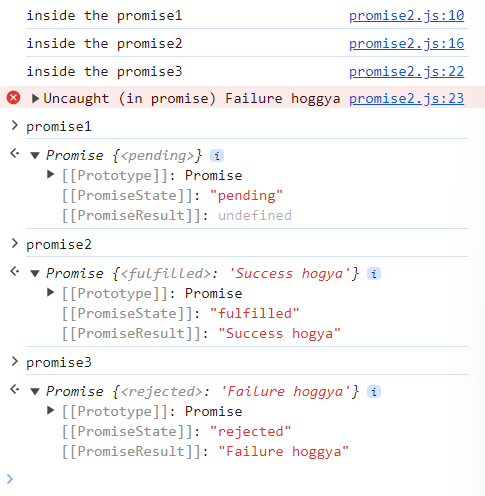 inside the promise1 promise2.js:10
inside the promise2 promise2.js:16
inside the promise3 promise2.js:22
Uncaught (in promise) Failure hoggya promise2.js:23
promise1
Promise {<pending>} i
[[Prototype]]: Promise
[[PromiseState]]: "pending"
[[PromiseResult]]: undefined
promise2
Promise {<fulfilled>: 'Success hogya'} i
[[Prototype]]: Promise
[[PromiseState]]: "fulfilled"
[[PromiseResult]]: "Success hogya"
promise3
Promise {<rejected>: 'Failure hoggya'} i
[[Prototype]]: Promise
[[PromiseState]]: "rejected"
[[PromiseResult]]: "Failure hoggya"